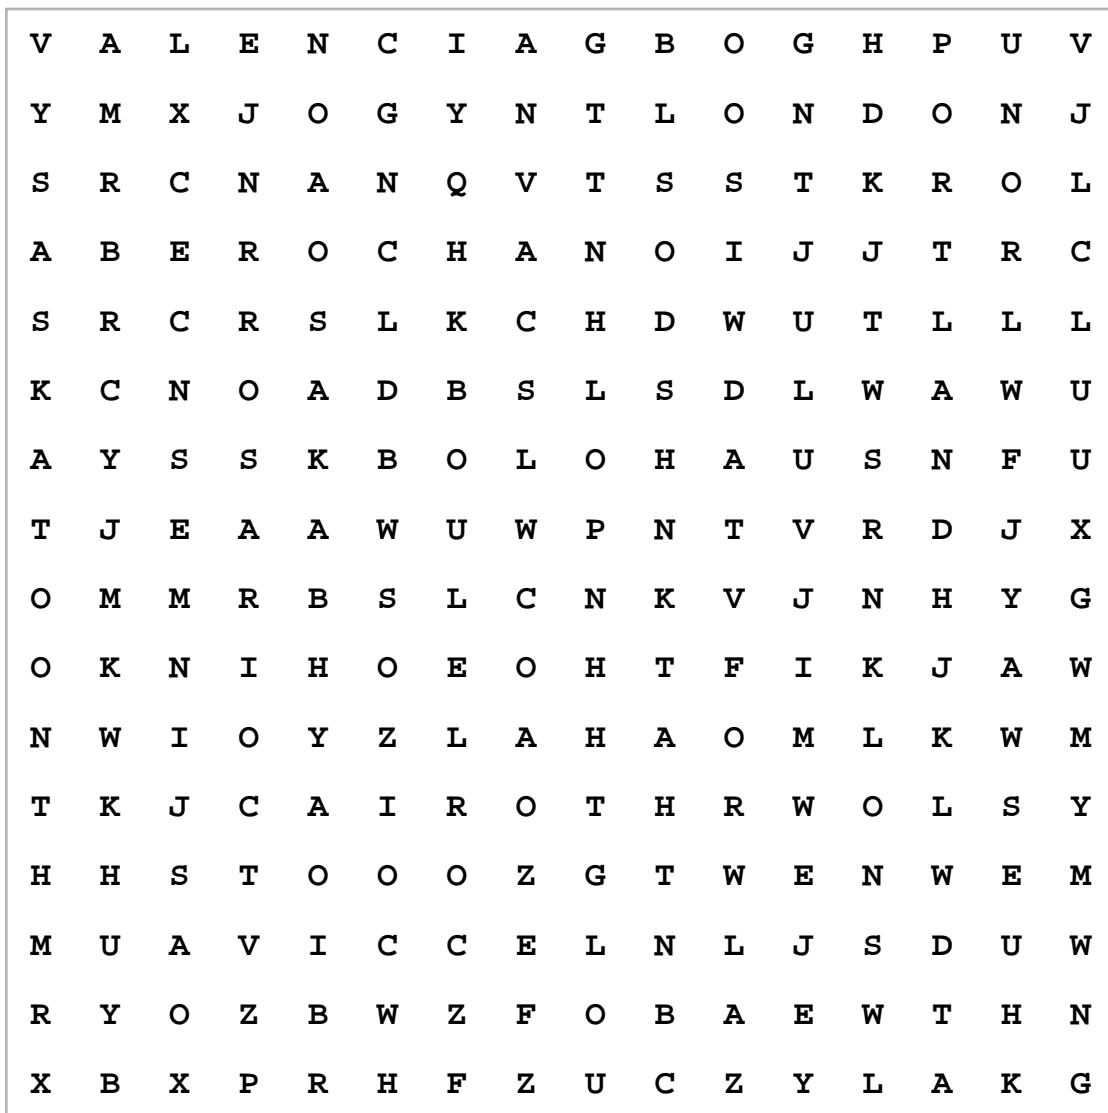 V A L E N C I A G B O G H P U V
Y M X J O G Y N T L O N D O N J
S R C N A N Q V T S S T K R O L
A B E R O C H A N O I J J T R C
S R C R S L K C H D W U T L L L
K C N O A D B S L S D L W A W U
A Y S S K B O L O H A U S N F U
T J E A A W U W P N T V R D J X
O M M R B S L C N K V J N H Y G
O K N I H O E O H T F I K J A W
N W I O Y Z L A H A O M L K W M
T K J C A I R O T H R W O L S Y
H H S T O O O Z G T W E N W E M
M U A V I C C E L N L J S D U W
R Y O Z B W Z F O B A E W T H N
X B X P R H F Z U C Z Y L A K G